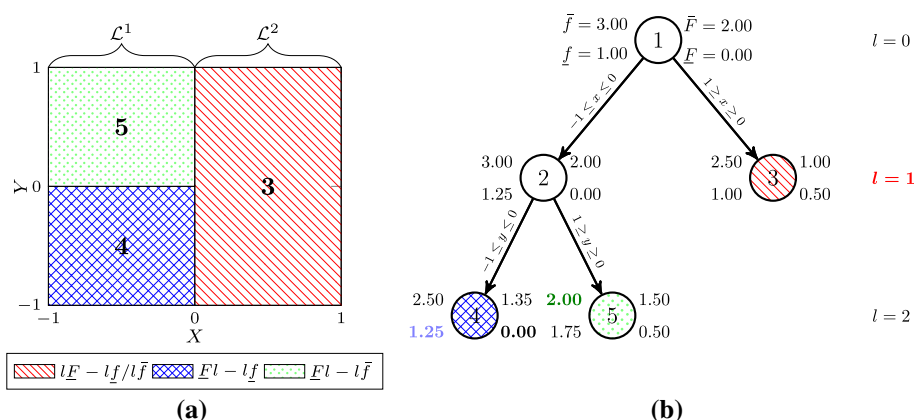 ℒ¹ ℒ²
1
0
−1
Y
5
4
3
−1 0 1
X
lF̲ − lf̲/lf̄ F̲l − lf̲ F̲l − lf̄
(a)
f̄ = 3.00 F̄ = 2.00
1
f̲ = 1.00 F̲ = 0.00
l = 0
−1 ≤ x ≤ 0
1 ≥ x ≥ 0
3.00 2.00
2
1.25 0.00
2.50 1.00
3
1.00 0.50
l = 1
−1 ≤ y ≤ 0
1 ≥ y ≥ 0
2.50 1.35
4
1.25 0.00
2.00 1.50
5
1.75 0.50
l = 2
(b)